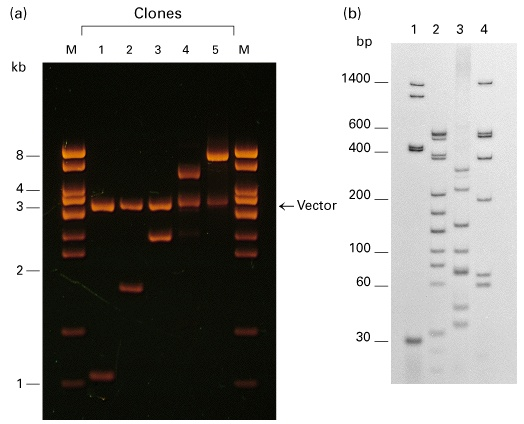 (a)
Clones
M 1 2 3 4 5 M
kb
8
4
3
← Vector
2
1
(b)
1 2 3 4
bp
1400
600
400
200
100
60
30